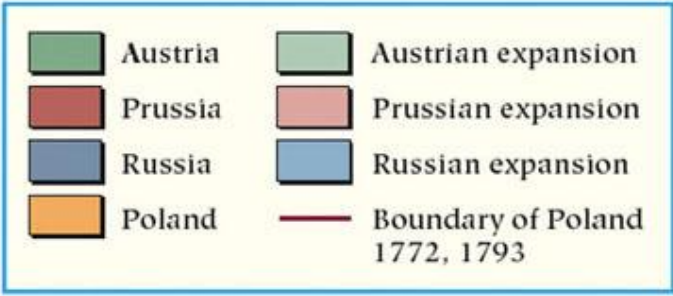 Austria
Prussia
Russia
Poland
Austrian expansion
Prussian expansion
Russian expansion
Boundary of Poland
1772, 1793